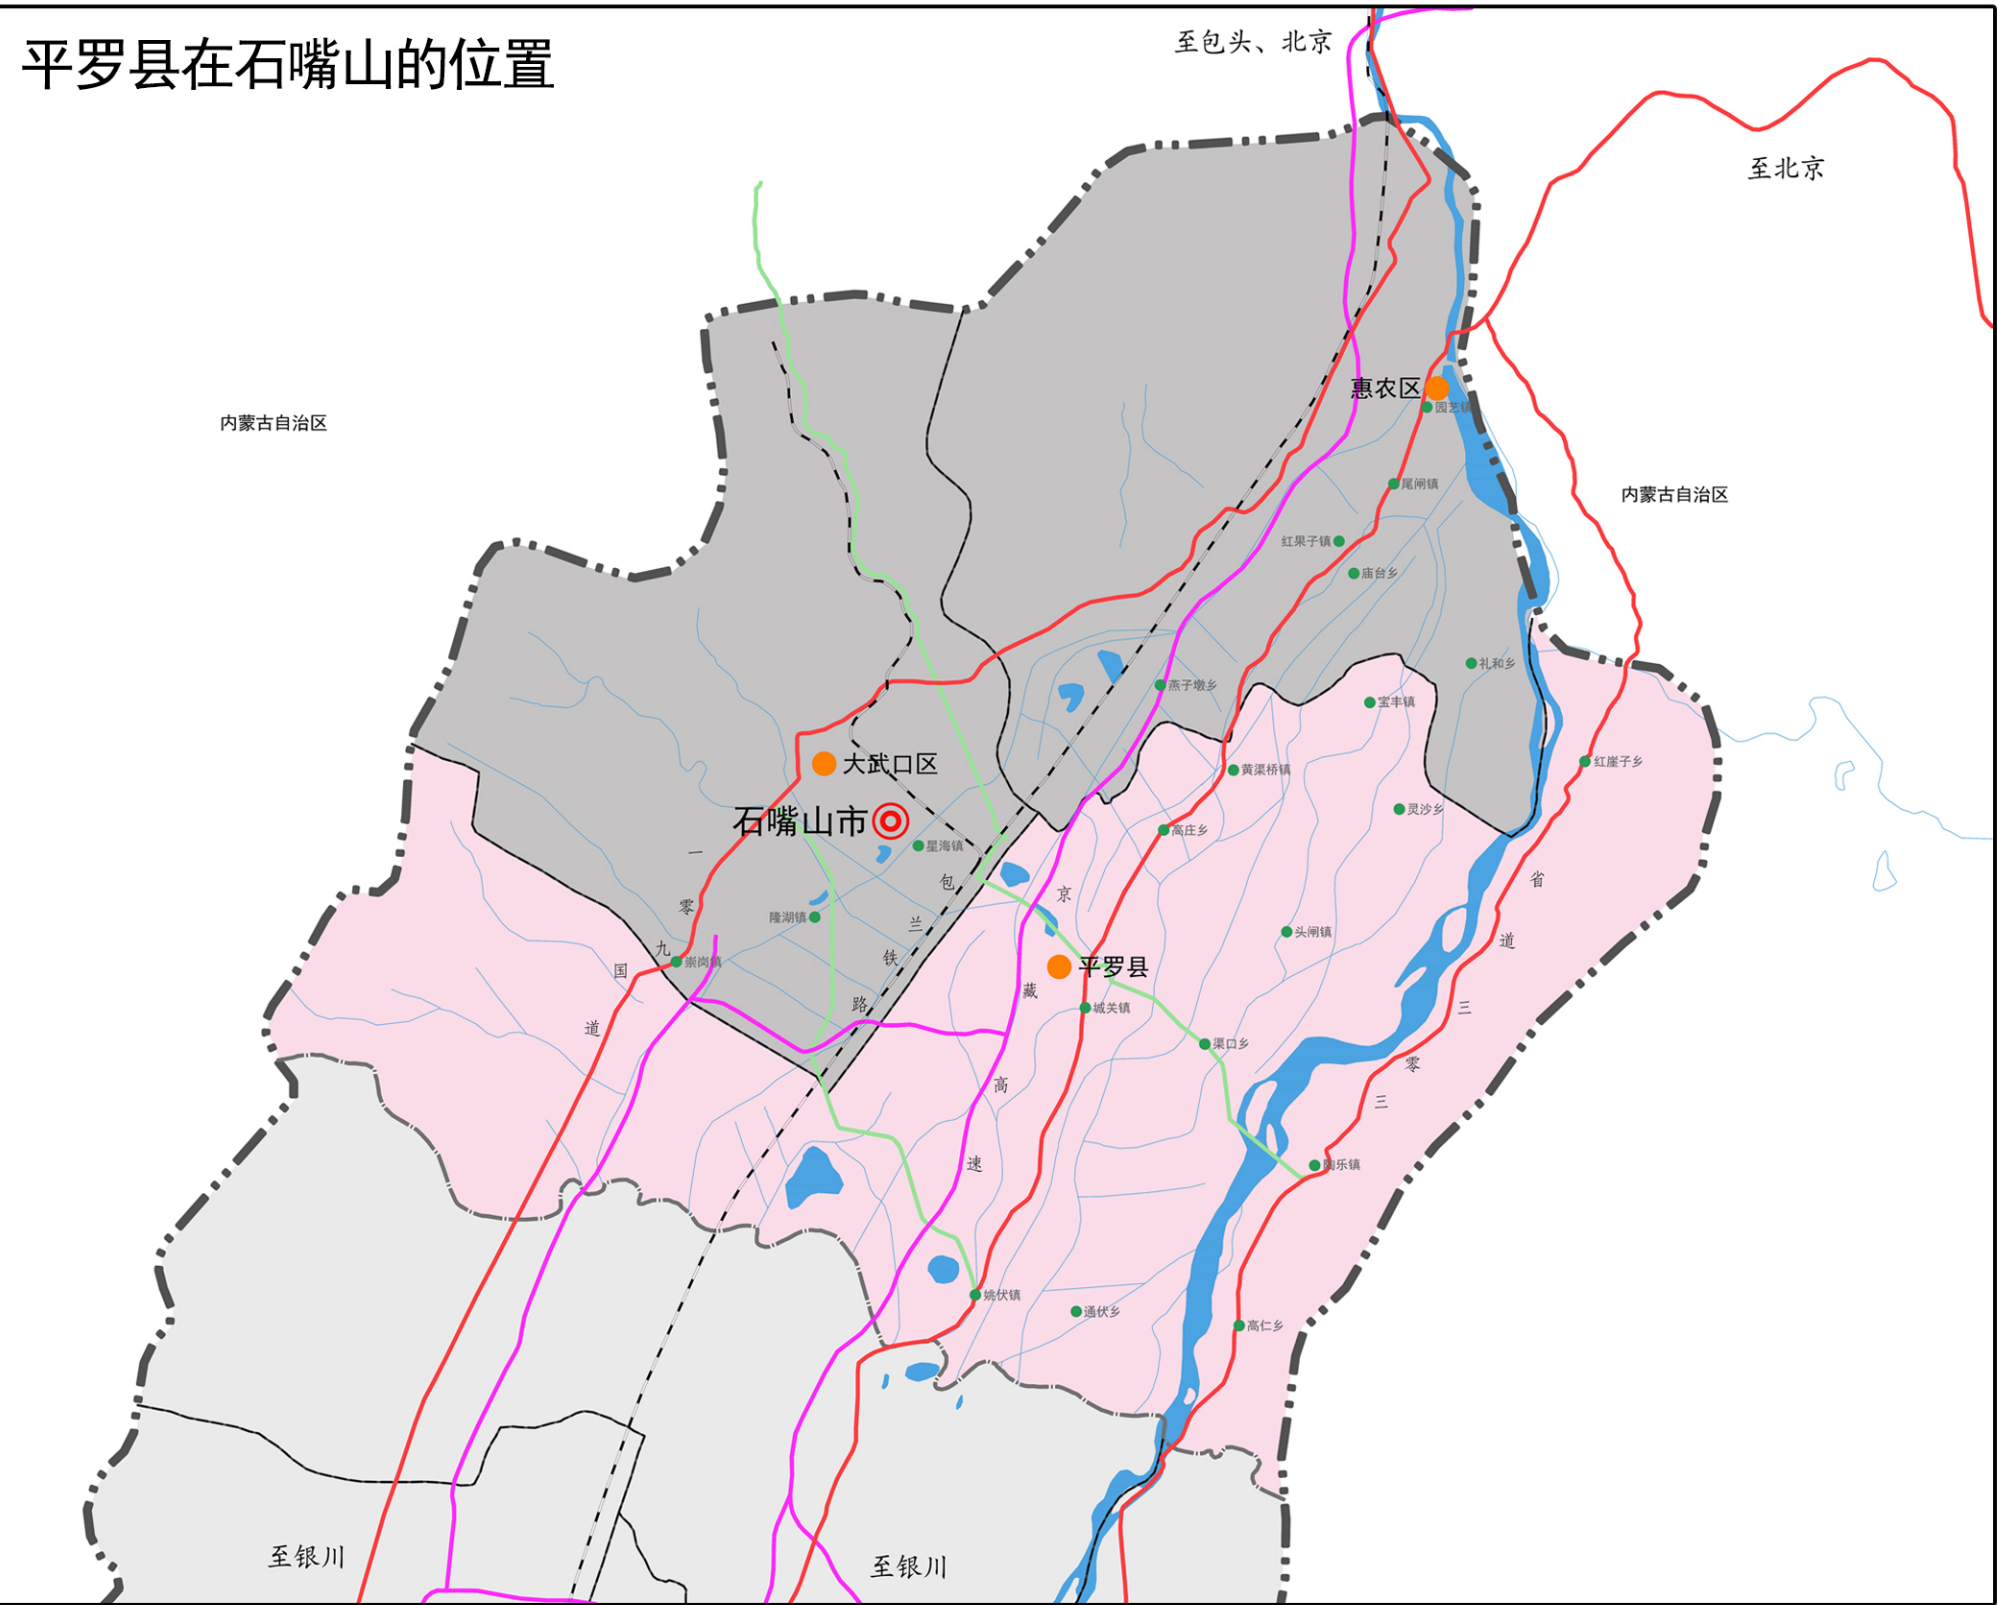 平罗县在石嘴山的位置
至包头、北京
至北京
内蒙古自治区
惠农区
园艺镇
尾闸镇
内蒙古自治区
红果子镇
庙台乡
礼和乡
燕子墩乡
宝丰镇
大武口区
黄渠桥镇
红崖子乡
石嘴山市
灵沙乡
高庄乡
星海镇
隆湖镇
头闸镇
崇岗镇
平罗县
城关镇
渠口乡
陶乐镇
姚伏镇
通伏乡
高仁乡
一
零
九
国
道
包
兰
铁
路
京
藏
高
速
省
道
三
零
三
至银川
至银川